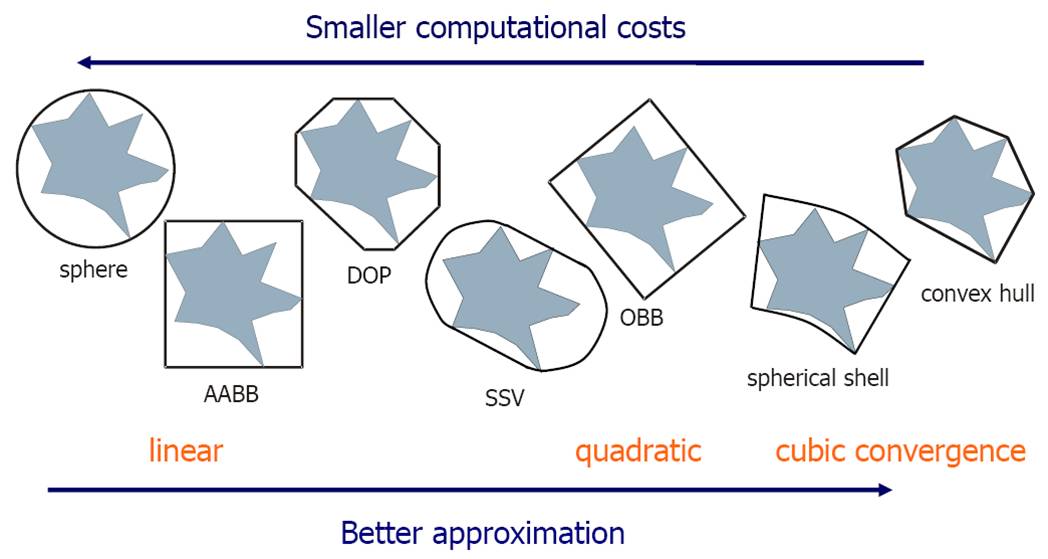 Smaller computational costs
sphere
DOP
OBB
convex hull
AABB
SSV
spherical shell
linear
quadratic
cubic convergence
Better approximation